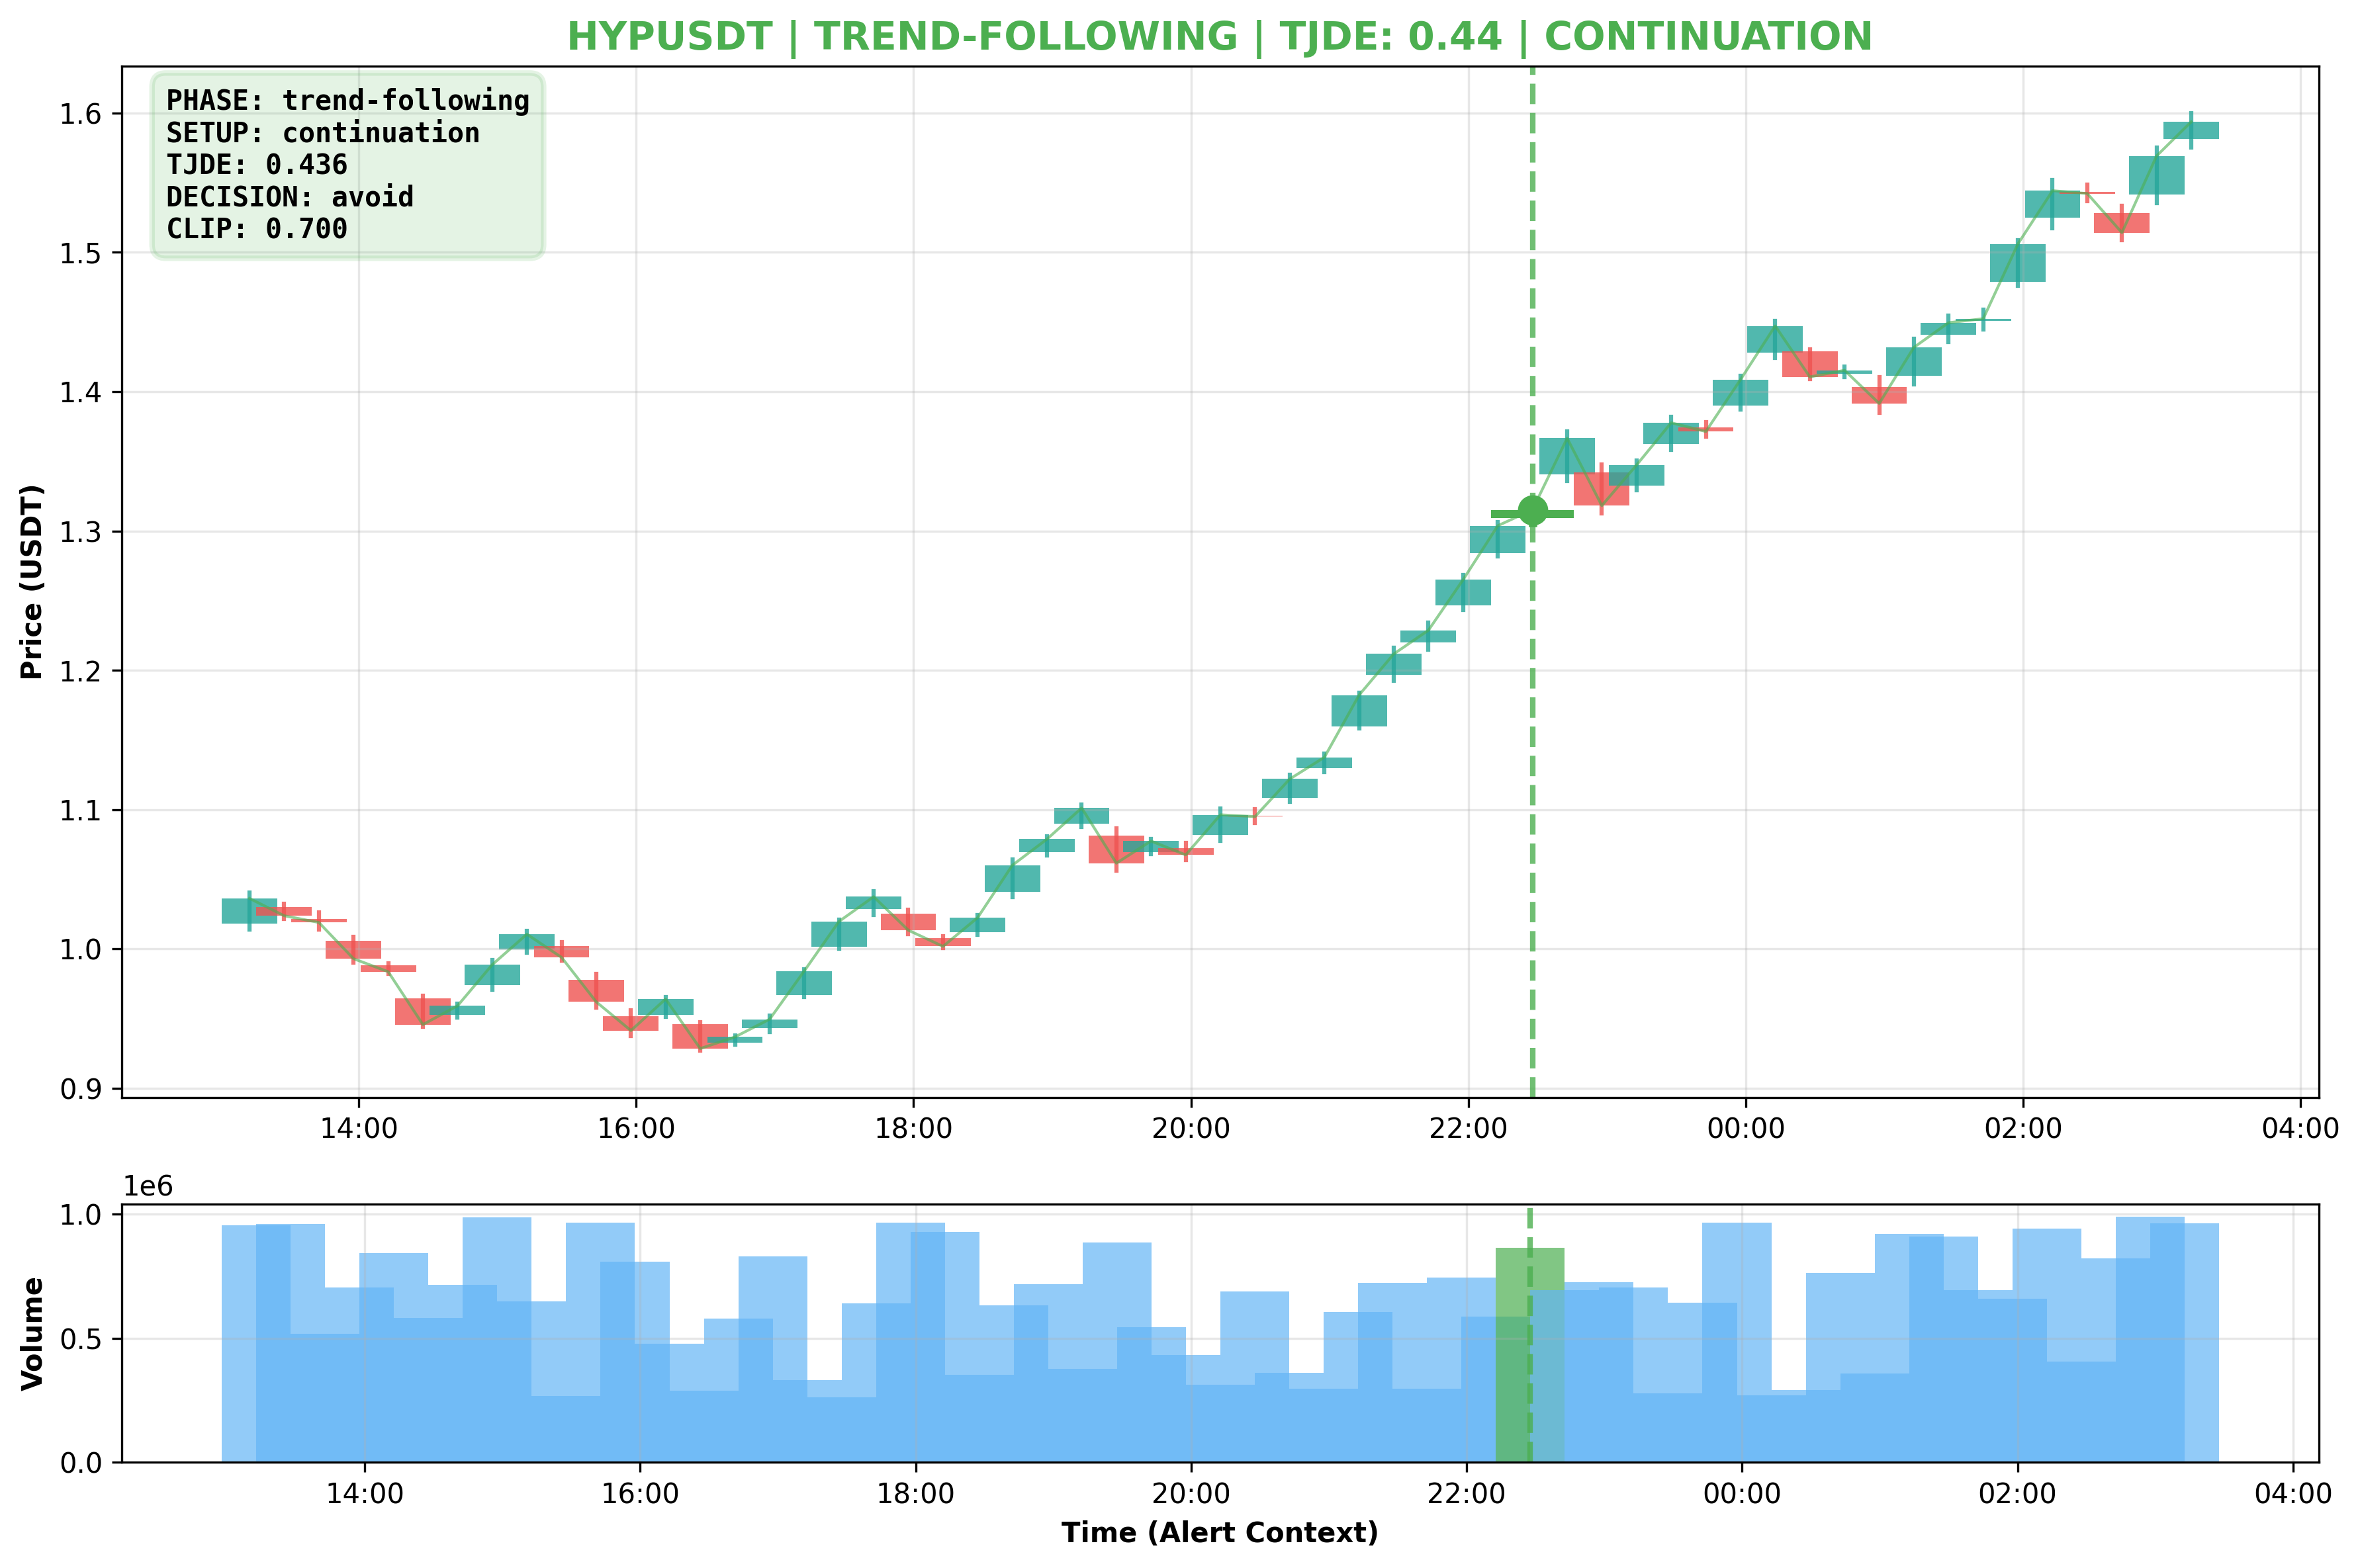 HYPUSDT | TREND-FOLLOWING | TJDE: 0.44 | CONTINUATION
PHASE: trend-following
SETUP: continuation
TJDE: 0.436
DECISION: avoid
CLIP: 0.700
Price (USDT)
1.6
1.5
1.4
1.3
1.2
1.1
1.0
0.9
14:00 16:00 18:00 20:00 22:00 00:00 02:00 04:00
1e6
Volume
1.0
0.5
0.0
14:00 16:00 18:00 20:00 22:00 00:00 02:00 04:00
Time (Alert Context)